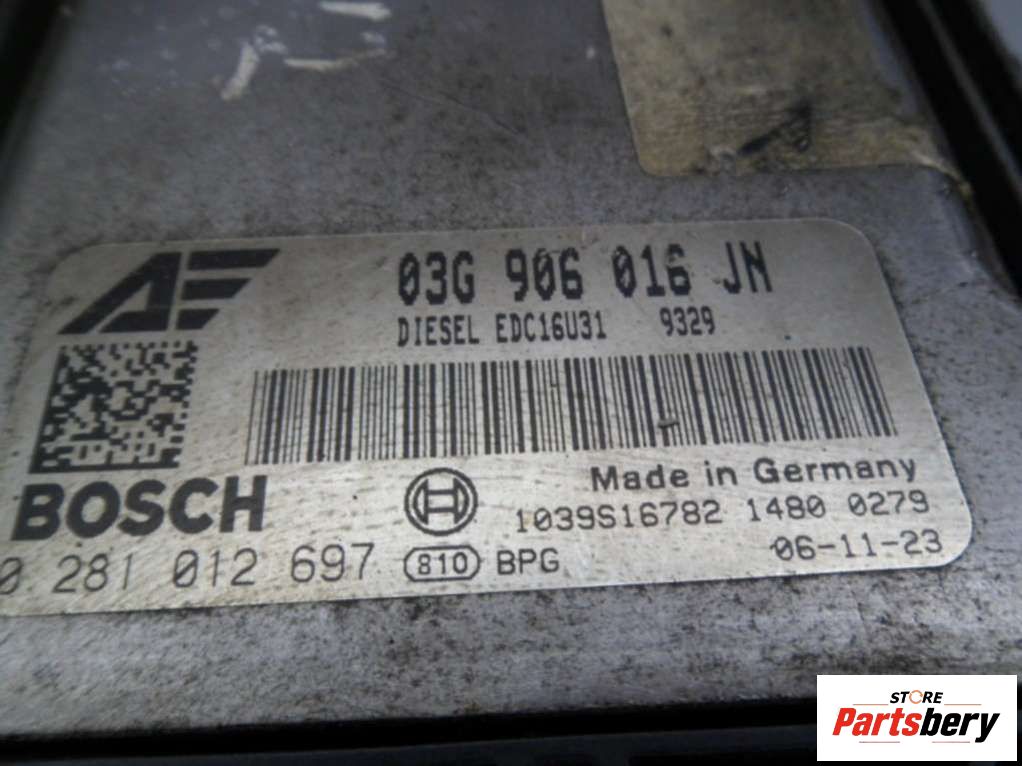 AE
03G 906 016 JN
DIESEL EDC16U31 9329
BOSCH
Made in Germany
1039S16782 1480 0279
0 281 012 697 810 BPG 06-11-23
STORE
Partsbery